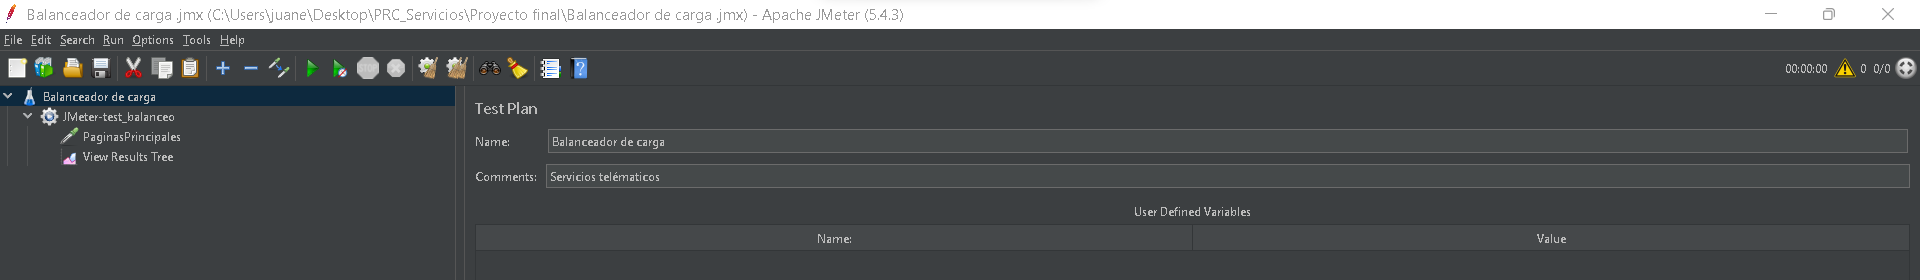 Balanceador de carga .jmx (C:\Users\juane\Desktop\PRC_Servicios\Proyecto final\Balanceador de carga .jmx) - Apache JMeter (5.4.3)
File Edit Search Run Options Tools Help
STOP 00:00:00 0 0/0
Balanceador de carga
JMeter-test_balanceo
PaginasPrincipales
View Results Tree
Test Plan
Name: Balanceador de carga
Comments: Servicios telématicos
User Defined Variables
Name: Value